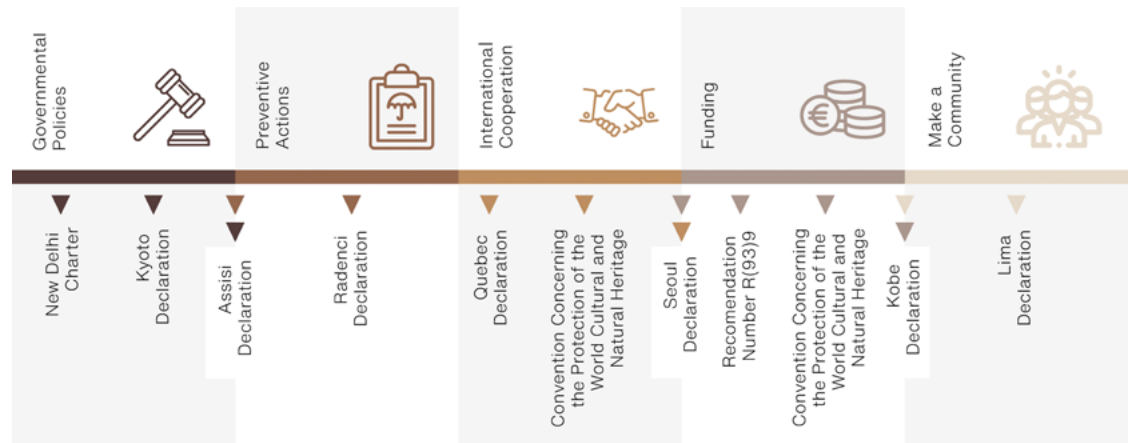 Governmental
Policies
Preventive
Actions
International
Cooperation
Funding
€
Make a
Community
New Delhi
Charter
Kyoto
Declaration
Assisi
Declaration
Radenci
Declaration
Quebec
Declaration
Convention Concerning
the Protection of the
World Cultural and
Natural Heritage
Seoul
Declaration
Recomendation
Number R(93)9
Convention Concerning
the Protection of the
World Cultural and
Natural Heritage
Kobe
Declaration
Lima
Declaration